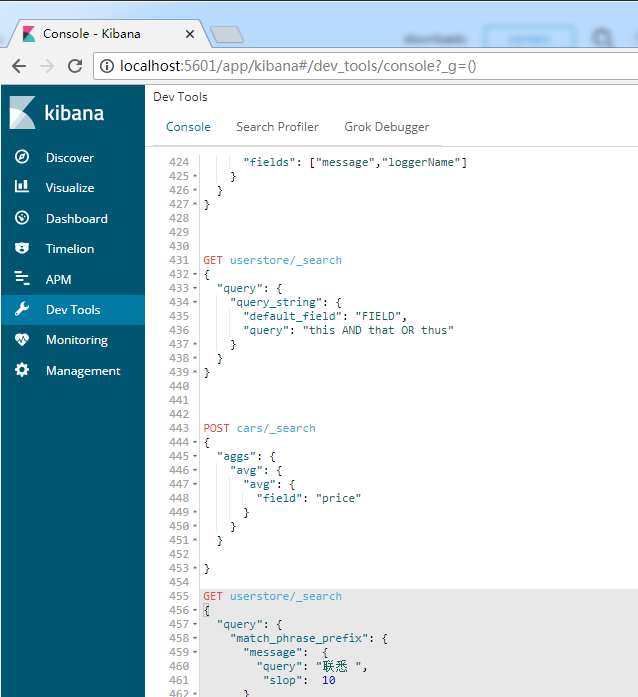 Console - Kibana
localhost:5601/app/kibana#/dev_tools/console?_g=()
kibana
Discover
Visualize
Dashboard
Timelion
APM
Dev Tools
Monitoring
Management
Dev Tools
Console Search Profiler Grok Debugger
424 "fields": ["message","loggerName"]
425 }
426 }
427 }
428
429
430
431 GET userstore/_search
432 {
433 "query": {
434 "query_string": {
435 "default_field": "FIELD",
436 "query": "this AND that OR thus"
437 }
438 }
439 }
440
441
442
443 POST cars/_search
444 {
445 "aggs": {
446 "avg": {
447 "avg": {
448 "field": "price"
449 }
450 }
451 }
452
453 }
454
455 GET userstore/_search
456 {
457 "query": {
458 "match_phrase_prefix": {
459 "message": {
460 "query": "联悉 ",
461 "slop": 10
462 }